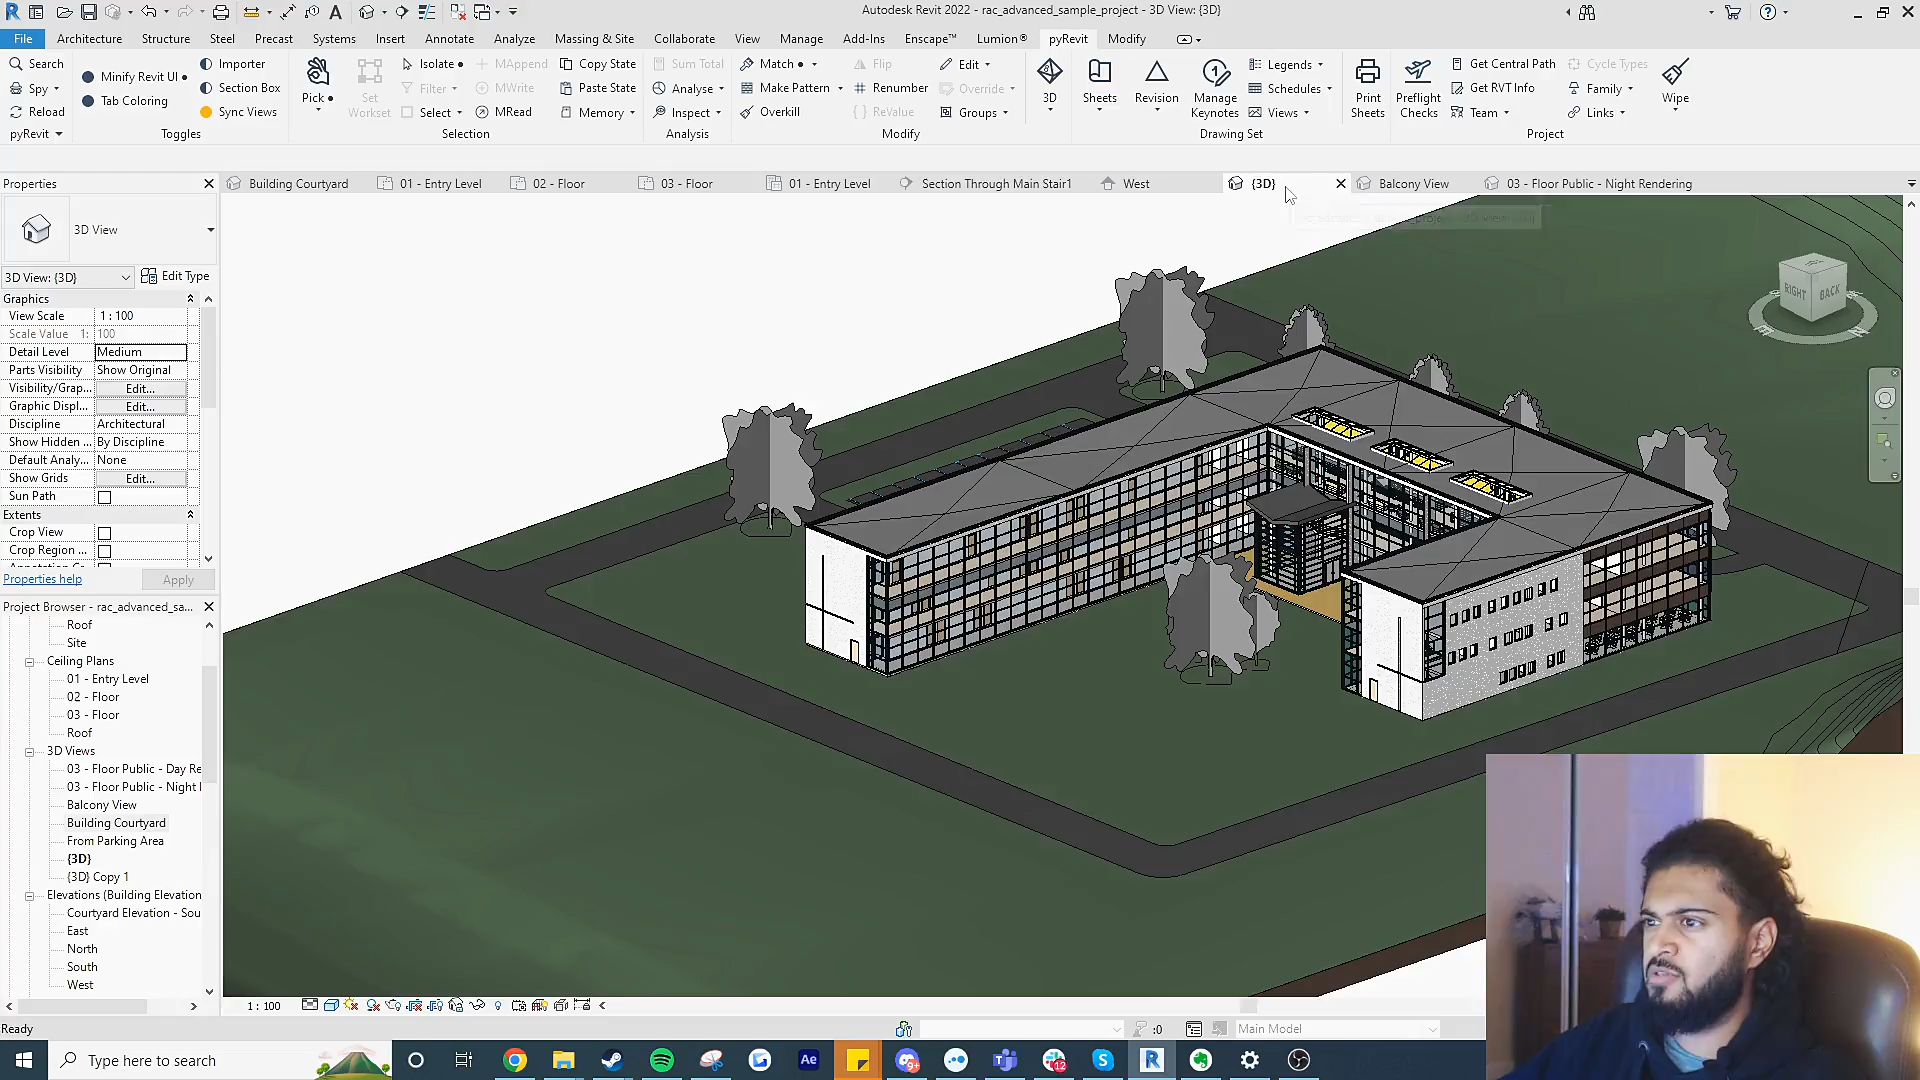 Autodesk Revit 2022 - rac_advanced_sample_project - 3D View: {3D}
File Architecture Structure Steel Precast Systems Insert Annotate Analyze Massing & Site Collaborate View Manage Add-Ins Enscape™ Lumion® pyRevit Modify
Search Minify Revit UI Importer Isolate MAppend Copy State Sum Total Match Flip Edit Legends Get Central Path Cycle Types
Spy Tab Coloring Section Box Pick Set Workset Filter MWrite Paste State Analyse Make Pattern Renumber Override 3D Sheets Revision Manage Keynotes Schedules Print Sheets Preflight Checks Get RVT Info Family Wipe
Reload Sync Views Select MRead Memory Inspect Overkill ReValue Groups Views Team Links
pyRevit Toggles Selection Analysis Modify Drawing Set Project
Properties Building Courtyard 01 - Entry Level 02 - Floor 03 - Floor 01 - Entry Level Section Through Main Stair1 West {3D} Balcony View 03 - Floor Public - Night Rendering
3D View
3D View: {3D} Edit Type
Graphics
View Scale 1 : 100
Scale Value 1: 100
Detail Level Medium
Parts Visibility Show Original
Visibility/Grap... Edit...
Graphic Displ... Edit...
Discipline Architectural
Show Hidden ... By Discipline
Default Analy... None
Show Grids Edit...
Sun Path
Extents
Crop View
Crop Region ...
Properties help Apply
Project Browser - rac_advanced_sa...
Roof
Site
Ceiling Plans
01 - Entry Level
02 - Floor
03 - Floor
Roof
3D Views
03 - Floor Public - Day Re
03 - Floor Public - Night
Balcony View
Building Courtyard
From Parking Area
{3D}
{3D} Copy 1
Elevations (Building Elevation
Courtyard Elevation - Sou
East
North
South
West
RIGHT BACK
1 : 100
Ready :0 Main Model
Type here to search
Ae
9+
12
R